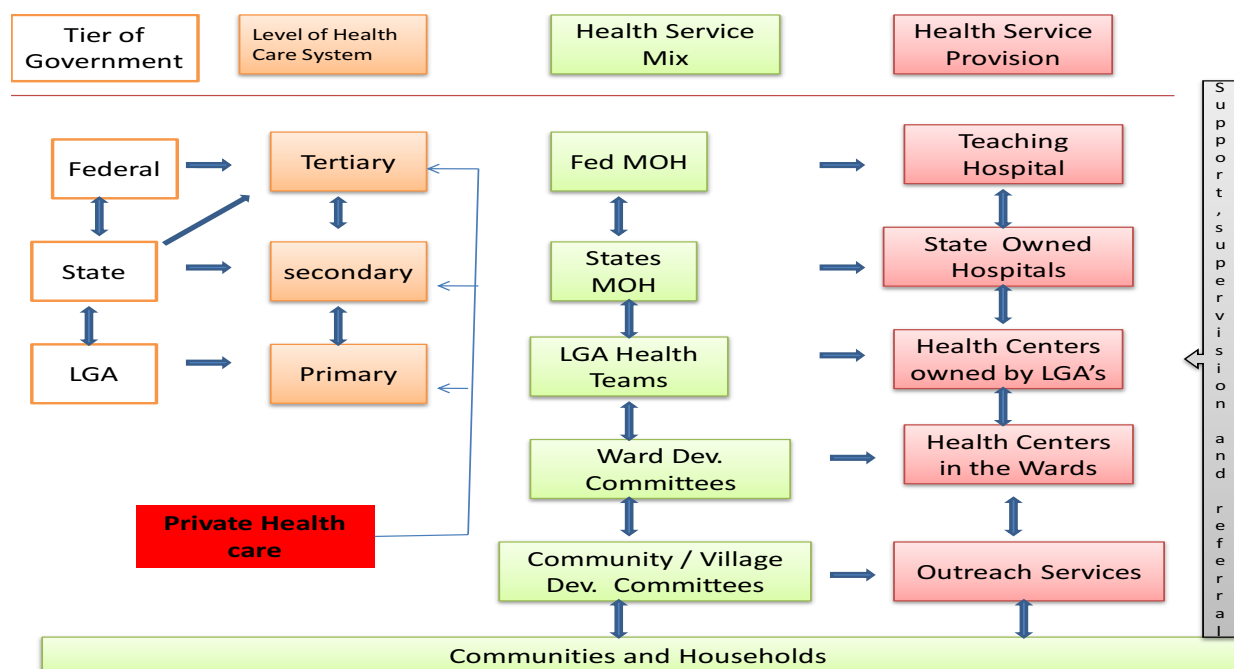 Tier of
Government
Level of Health
Care System
Health Service
Mix
Health Service
Provision
Federal
Tertiary
Fed MOH
Teaching
Hospital
State
secondary
States
MOH
State Owned
Hospitals
LGA
Primary
LGA Health
Teams
Health Centers
owned by LGA's
Ward Dev.
Committees
Health Centers
in the Wards
Private Health
care
Community / Village
Dev. Committees
Outreach Services
Communities and Households
Support,supervision and referral